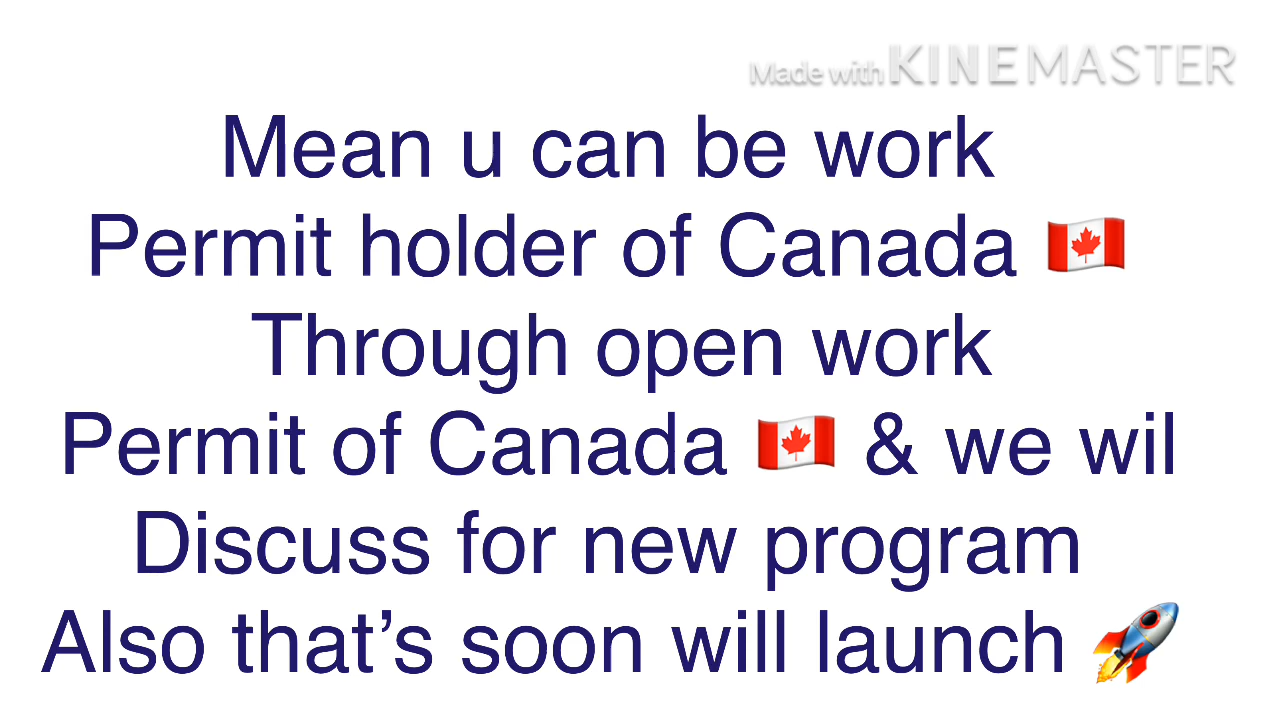 Made with KINEMASTER
Mean u can be work
Permit holder of Canada 🇨🇦
Through open work
Permit of Canada 🇨🇦 & we wil
Discuss for new program
Also that’s soon will launch 🚀